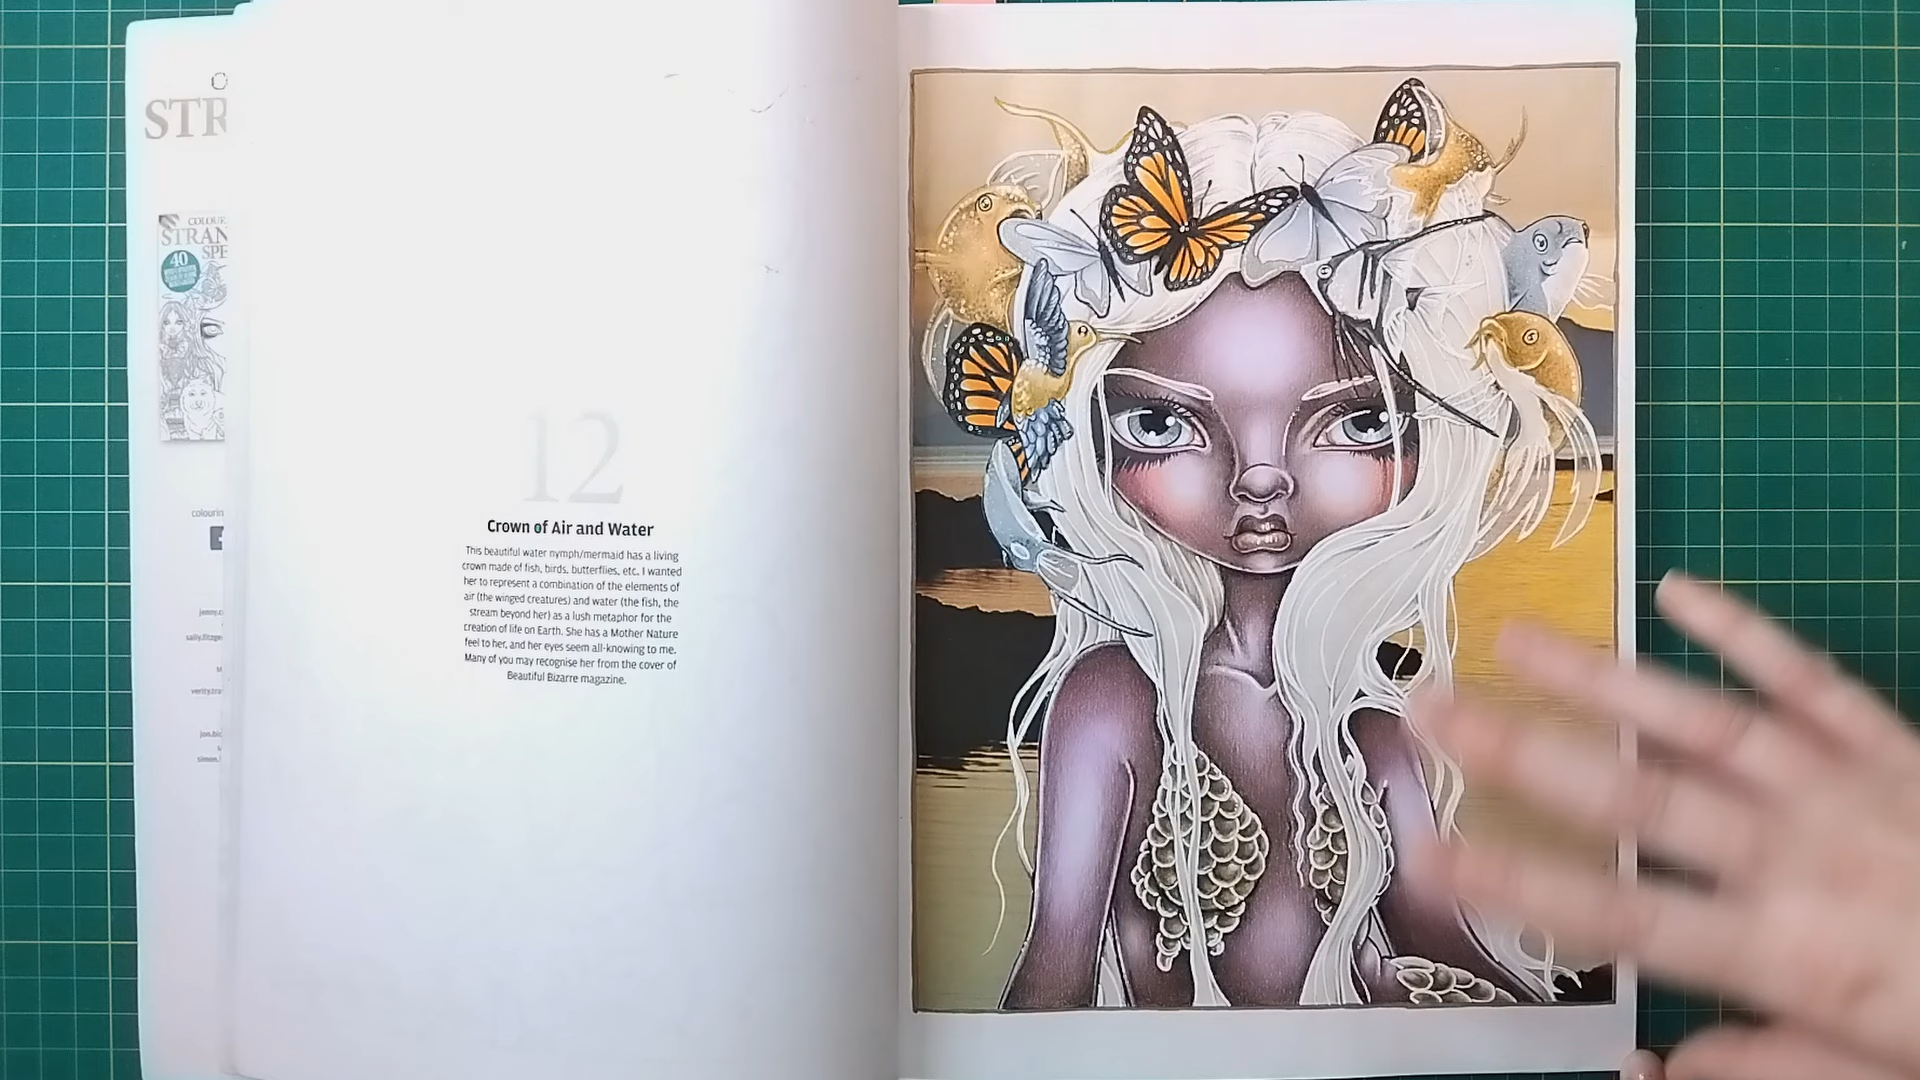 STR
COLOUR
STRAN
SPE
40
colourin
12
Crown of Air and Water
This beautiful water nymph/mermaid has a living
crown made of fish, birds, butterflies, etc. I wanted
her to represent a combination of the elements of
air (the winged creatures) and water (the fish, the
stream beyond her) as a lush metaphor for the
creation of life on Earth. She has a Mother Nature
feel to her, and her eyes seem all-knowing to me.
Many of you may recognise her from the cover of
Beautiful Bizarre magazine.